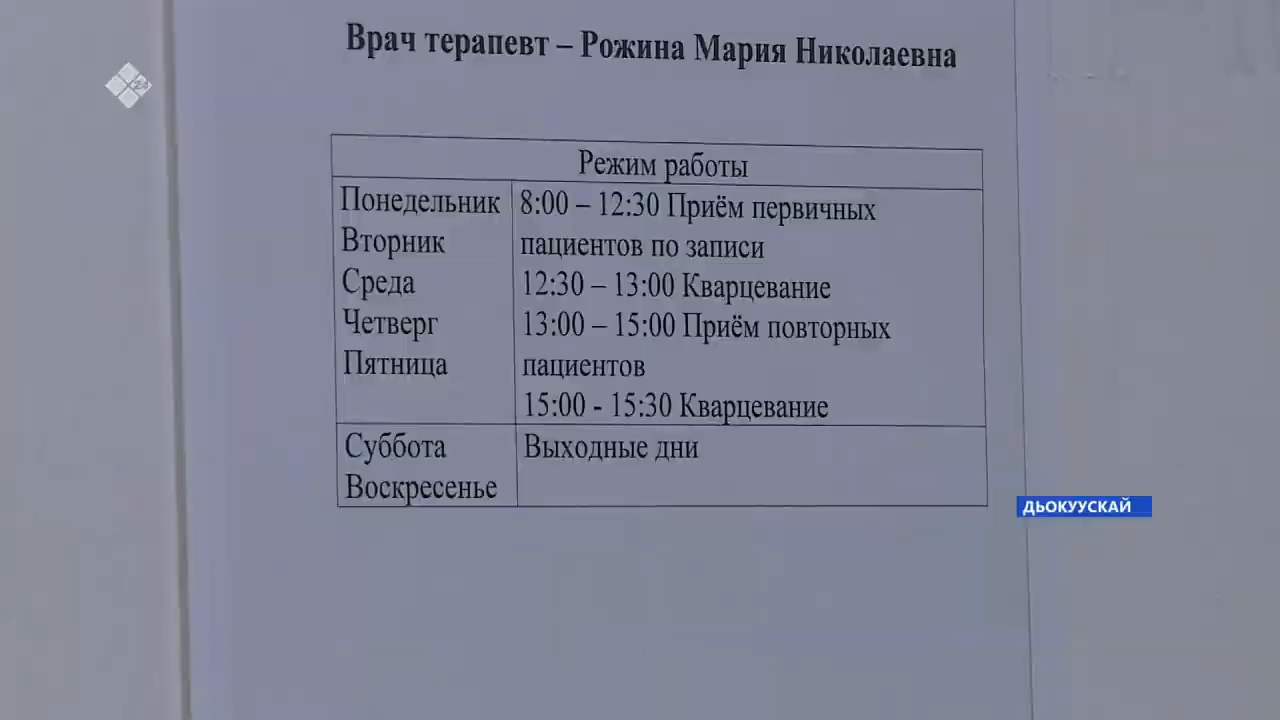 Врач терапевт – Рожина Мария Николаевна
24
Режим работы
Понедельник
Вторник
Среда
Четверг
Пятница
8:00 – 12:30 Приём первичных
пациентов по записи
12:30 – 13:00 Кварцевание
13:00 – 15:00 Приём повторных
пациентов
15:00 - 15:30 Кварцевание
Суббота
Воскресенье
Выходные дни
ДЬОКУУСКАЙ